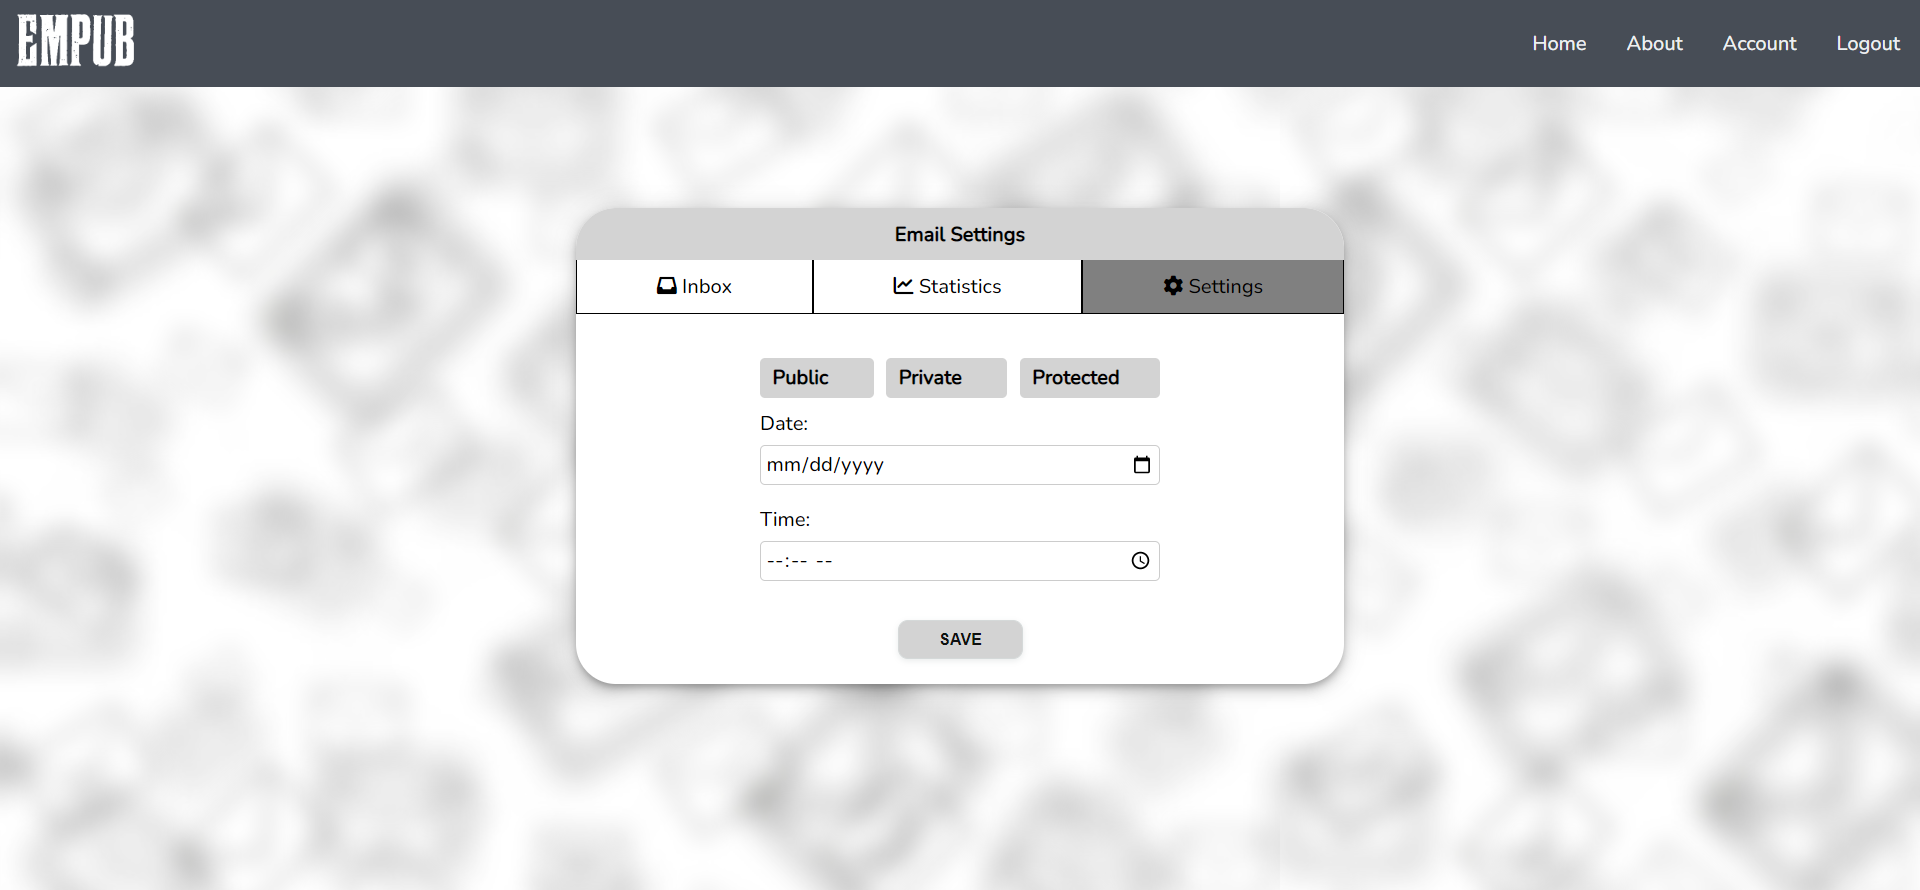 EMPUB
Home About Account Logout
Email Settings
Inbox Statistics Settings
Public Private Protected
Date:
mm/dd/yyyy
Time:
--:-- --
SAVE